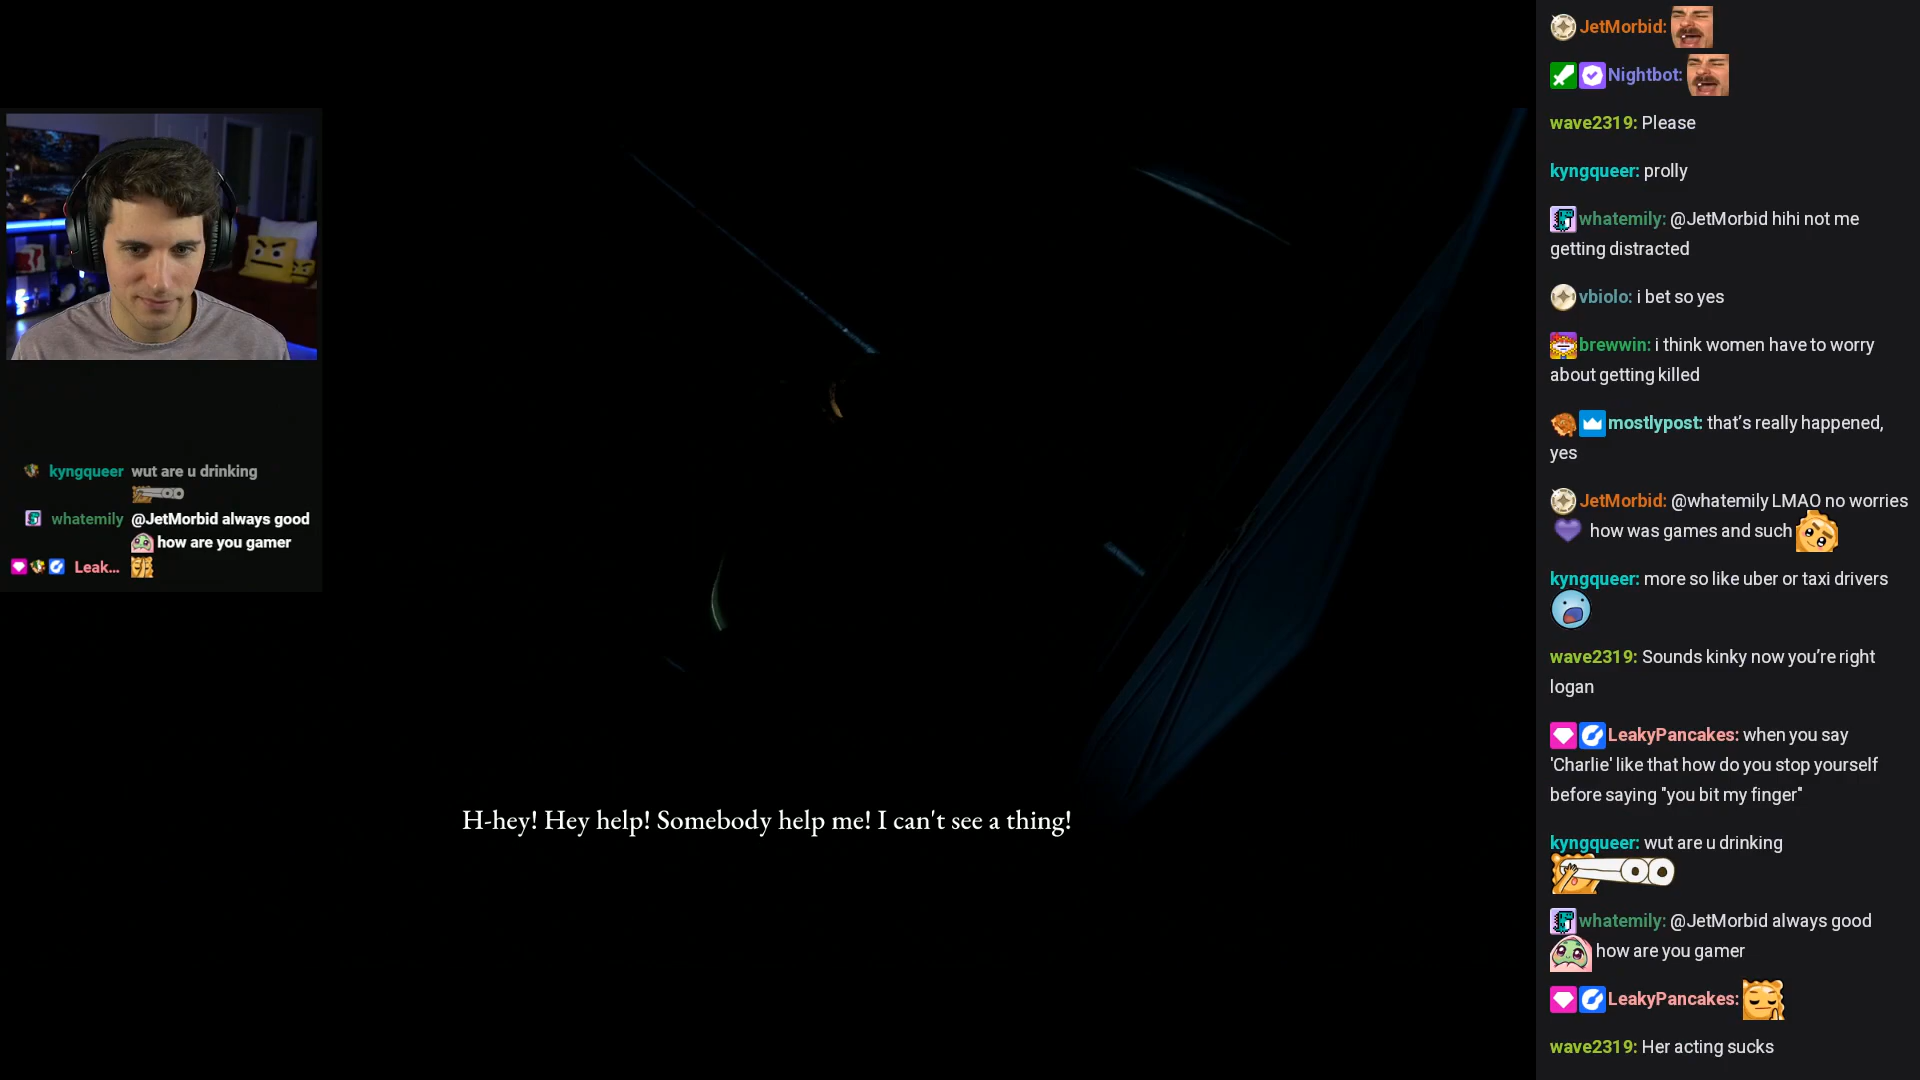 kyngqueer wut are u drinking
whatemily @JetMorbid always good
how are you gamer
Leak...
H-hey! Hey help! Somebody help me! I can't see a thing!
JetMorbid:
Nightbot:
wave2319: Please
kyngqueer: prolly
whatemily: @JetMorbid hihi not me
getting distracted
vbiolo: i bet so yes
brewwin: i think women have to worry
about getting killed
mostlypost: that’s really happened,
yes
JetMorbid: @whatemily LMAO no worries
how was games and such
kyngqueer: more so like uber or taxi drivers
wave2319: Sounds kinky now you’re right
logan
LeakyPancakes: when you say
'Charlie' like that how do you stop yourself
before saying "you bit my finger"
kyngqueer: wut are u drinking
whatemily: @JetMorbid always good
how are you gamer
LeakyPancakes:
wave2319: Her acting sucks